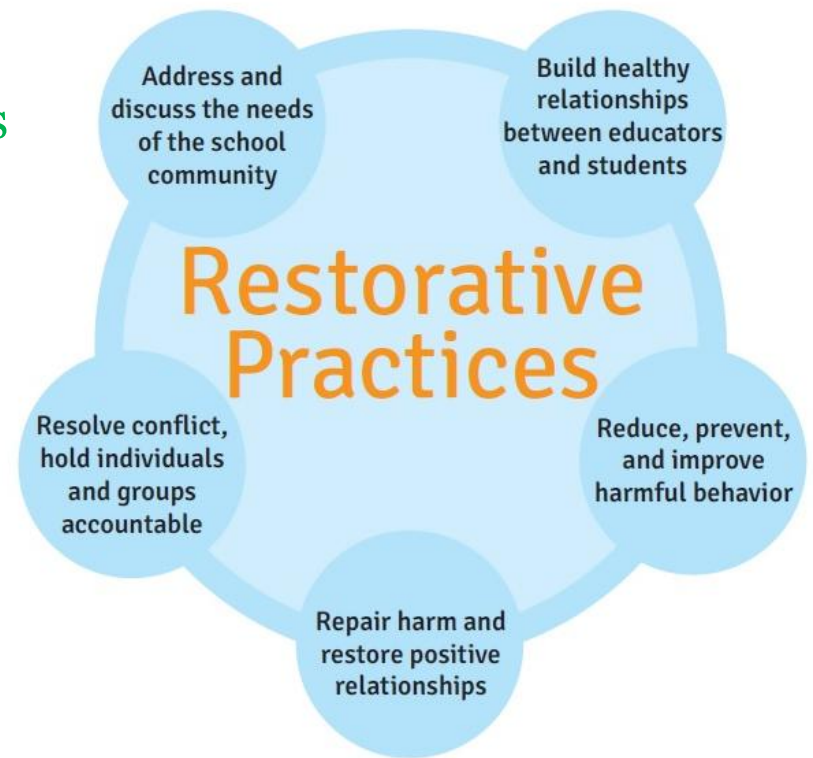 Address and
discuss the needs
of the school
community
Build healthy
relationships
between educators
and students
s
Restorative
Practices
Resolve conflict,
hold individuals
and groups
accountable
Reduce, prevent,
and improve
harmful behavior
Repair harm and
restore positive
relationships